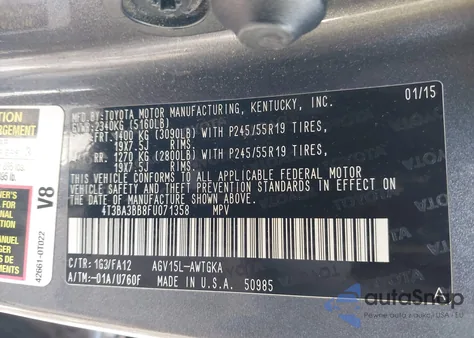 MFD. BY: TOYOTA MOTOR MANUFACTURING, KENTUCKY, INC. 01/15
GVWR: 2340KG (5160LB)
FRT. 1400 KG (3090LB) WITH P245/55R19 TIRES,
19X7.5J RIMS.
RR. 1270 KG (2800LB) WITH P245/55R19 TIRES,
19X7.5J RIMS.
THIS VEHICLE CONFORMS TO ALL APPLICABLE FEDERAL MOTOR
VEHICLE SAFETY, BUMPER, AND THEFT PREVENTION STANDARDS IN EFFECT
ON THE DATE OF MANUFACTURE SHOWN ABOVE.
4T3BA3BB8FU071358 MPV
C/TR: 1G3/FA12 AGV15L-AWTGKA
A/TM: -01A/U760F MADE IN U.S.A. 50985
V8
42661-0T022
autoSnap